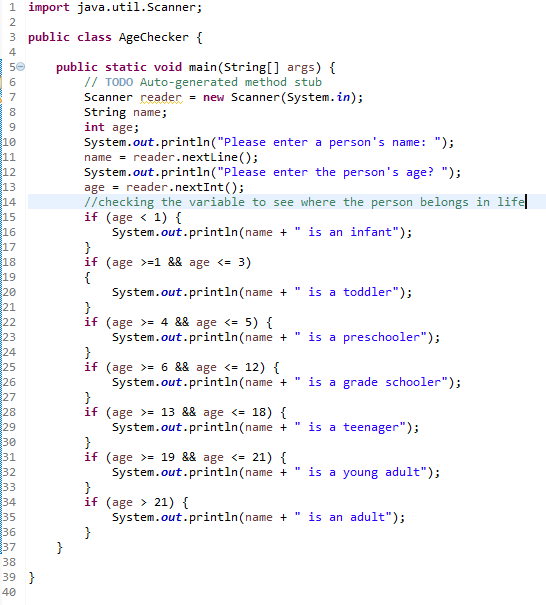 1 import java.util.Scanner;
2
3 public class AgeChecker {
4
5 public static void main(String[] args) {
6 // TODO Auto-generated method stub
7 Scanner reader = new Scanner(System.in);
8 String name;
9 int age;
10 System.out.println("Please enter a person's name: ");
11 name = reader.nextLine();
12 System.out.println("Please enter the person's age? ");
13 age = reader.nextInt();
14 //checking the variable to see where the person belongs in life
15 if (age < 1) {
16 System.out.println(name + " is an infant");
17 }
18 if (age >=1 && age <= 3)
19 {
20 System.out.println(name + " is a toddler");
21 }
22 if (age >= 4 && age <= 5) {
23 System.out.println(name + " is a preschooler");
24 }
25 if (age >= 6 && age <= 12) {
26 System.out.println(name + " is a grade schooler");
27 }
28 if (age >= 13 && age <= 18) {
29 System.out.println(name + " is a teenager");
30 }
31 if (age >= 19 && age <= 21) {
32 System.out.println(name + " is a young adult");
33 }
34 if (age > 21) {
35 System.out.println(name + " is an adult");
36 }
37 }
38
39 }
40